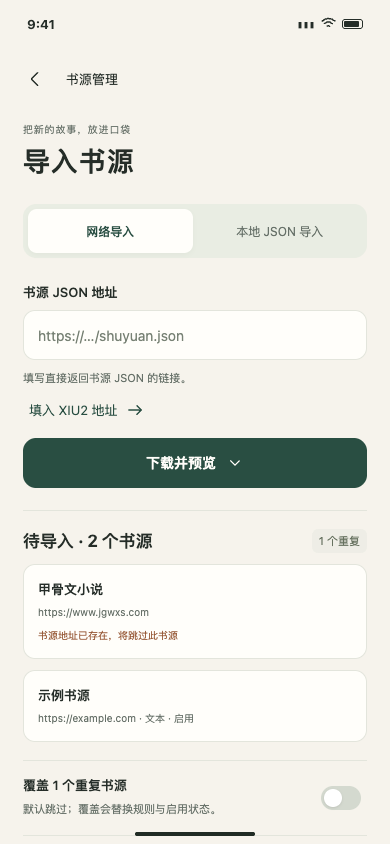 9:41
书源管理
把新的故事，放进口袋
导入书源
网络导入
本地 JSON 导入
书源 JSON 地址
https://.../shuyuan.json
填写直接返回书源 JSON 的链接。
填入 XIU2 地址 →
下载并预览
待导入 · 2 个书源
1 个重复
甲骨文小说
https://www.jgwxs.com
书源地址已存在，将跳过此书源
示例书源
https://example.com · 文本 · 启用
覆盖 1 个重复书源
默认跳过；覆盖会替换规则与启用状态。